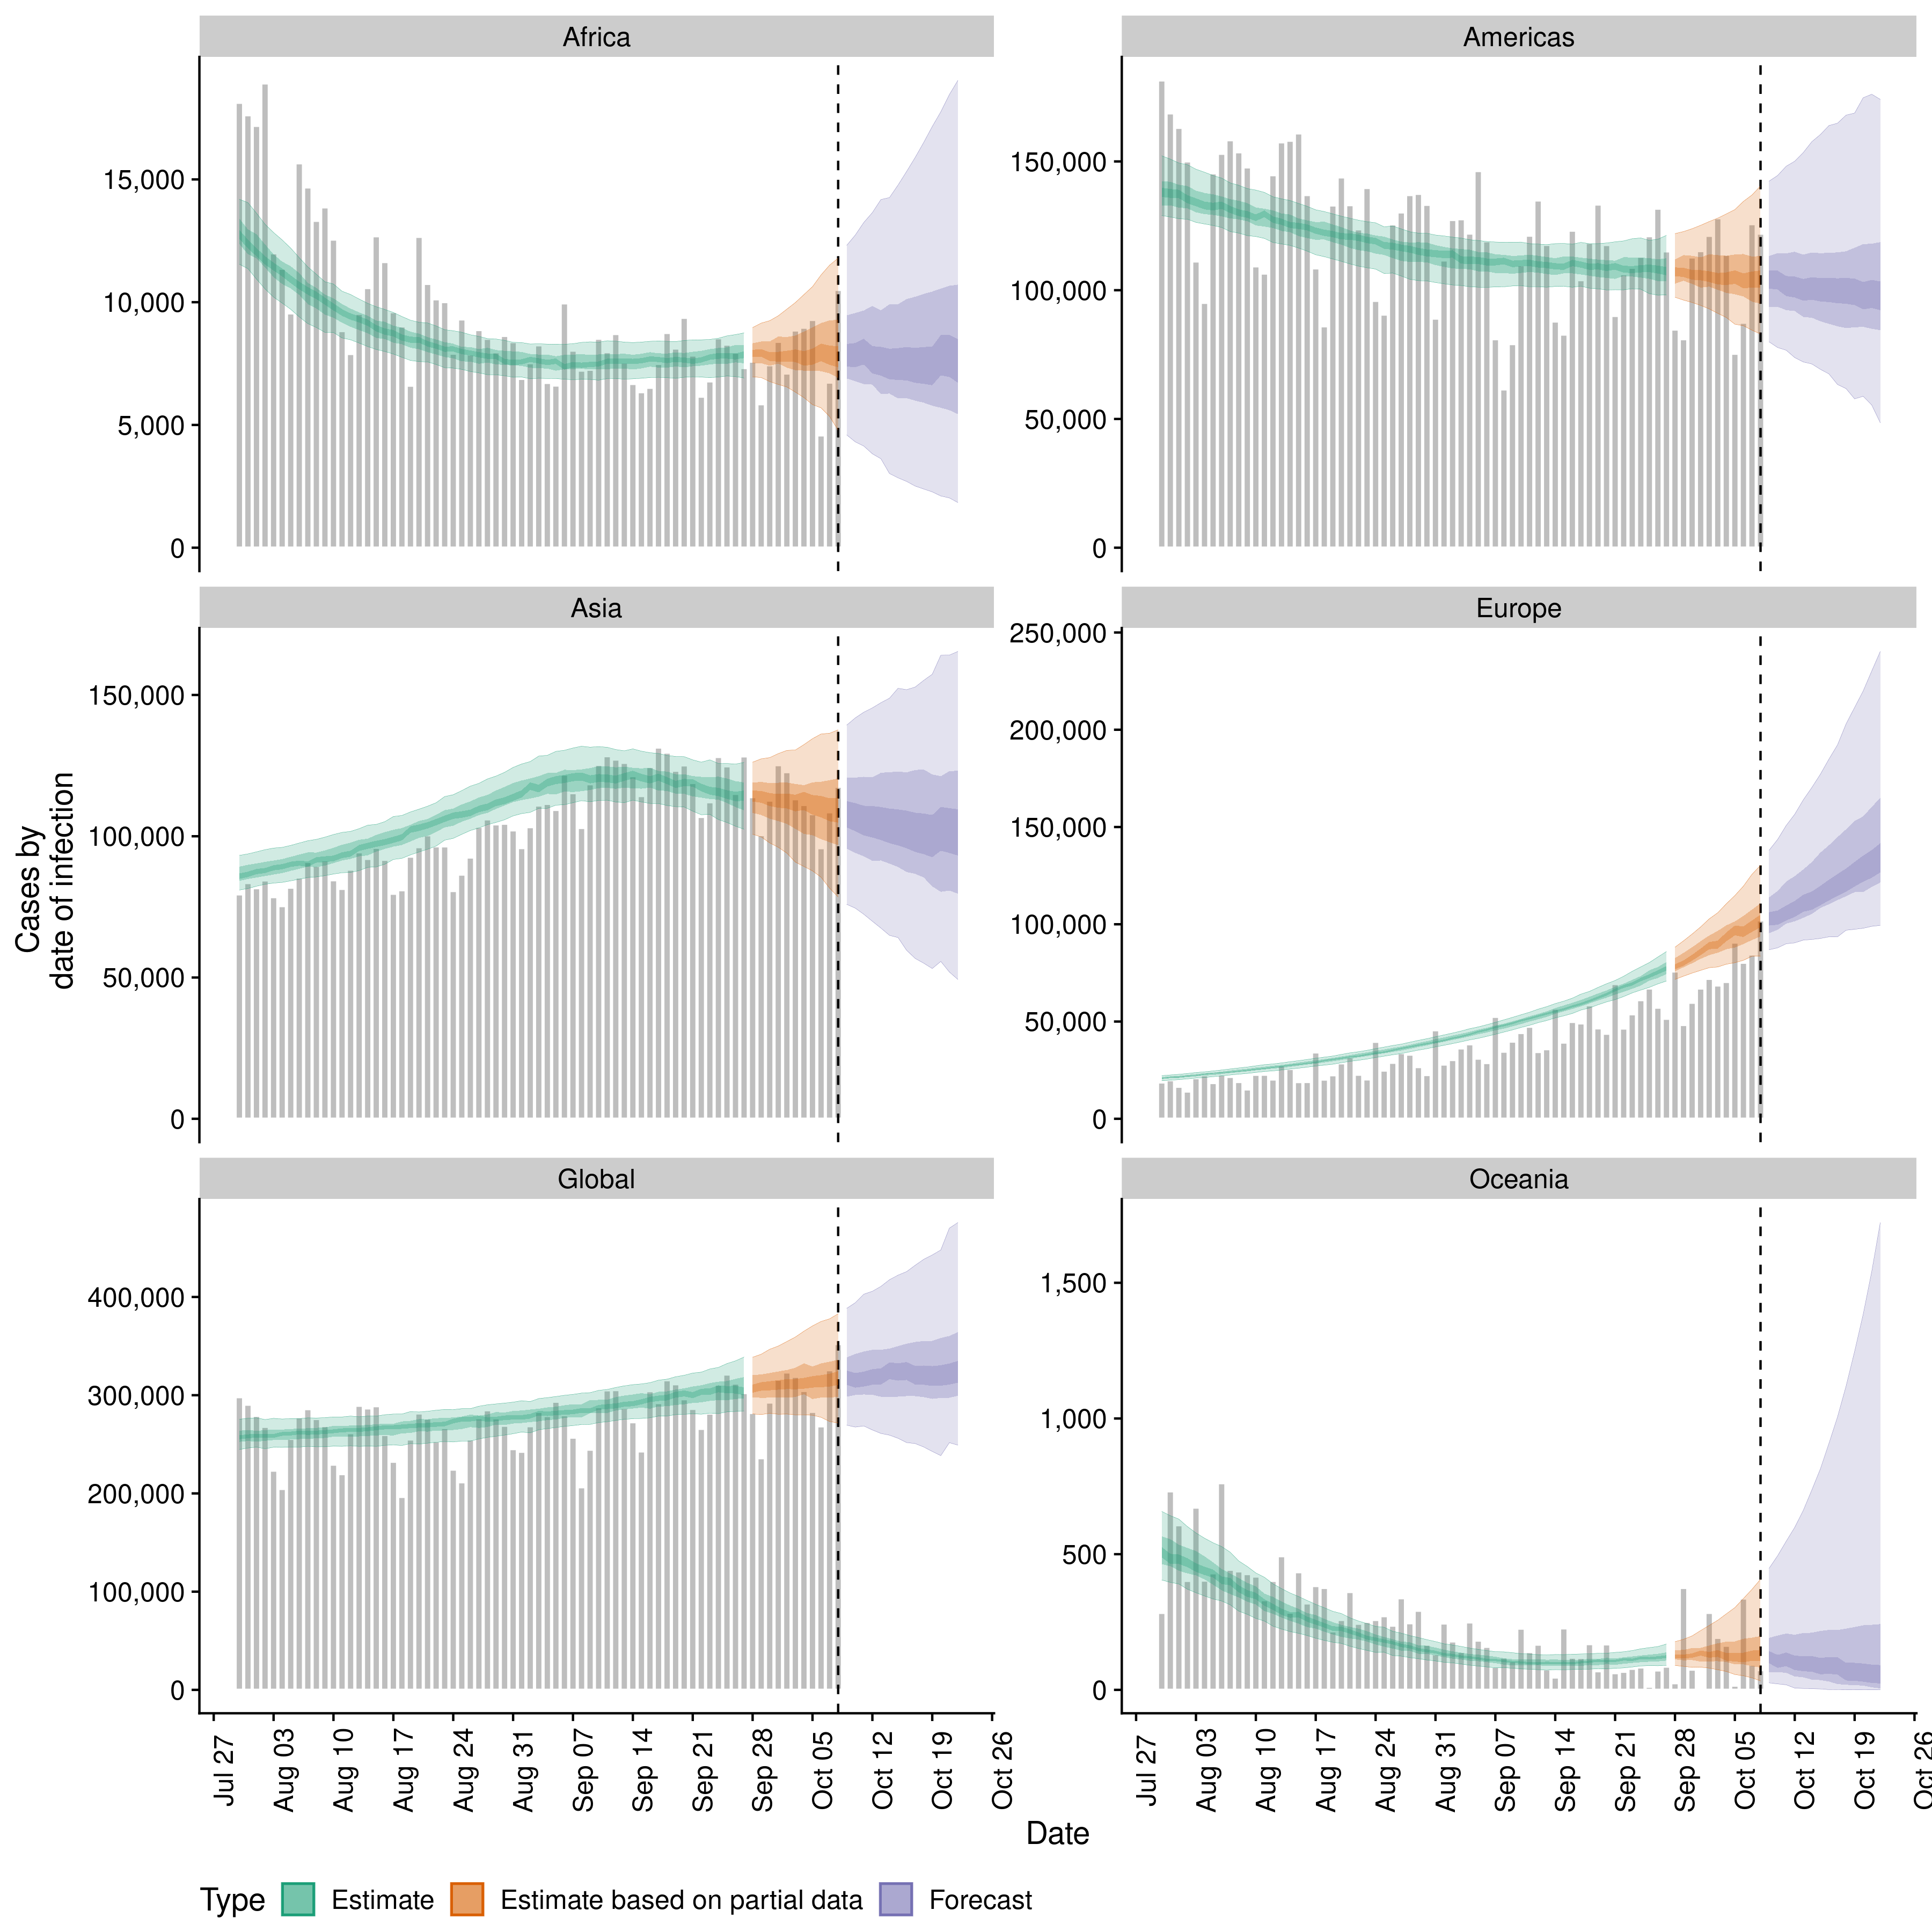 Africa
Americas
15,000
10,000
5,000
0
150,000
100,000
50,000
0
Asia
Europe
150,000
100,000
50,000
0
250,000
200,000
150,000
100,000
50,000
0
Cases by
date of infection
Global
Oceania
400,000
300,000
200,000
100,000
0
1,500
1,000
500
0
Jul 27
Aug 03
Aug 10
Aug 17
Aug 24
Aug 31
Sep 07
Sep 14
Sep 21
Sep 28
Oct 05
Oct 12
Oct 19
Oct 26
Jul 27
Aug 03
Aug 10
Aug 17
Aug 24
Aug 31
Sep 07
Sep 14
Sep 21
Sep 28
Oct 05
Oct 12
Oct 19
Oct 26
Date
Type Estimate Estimate based on partial data Forecast